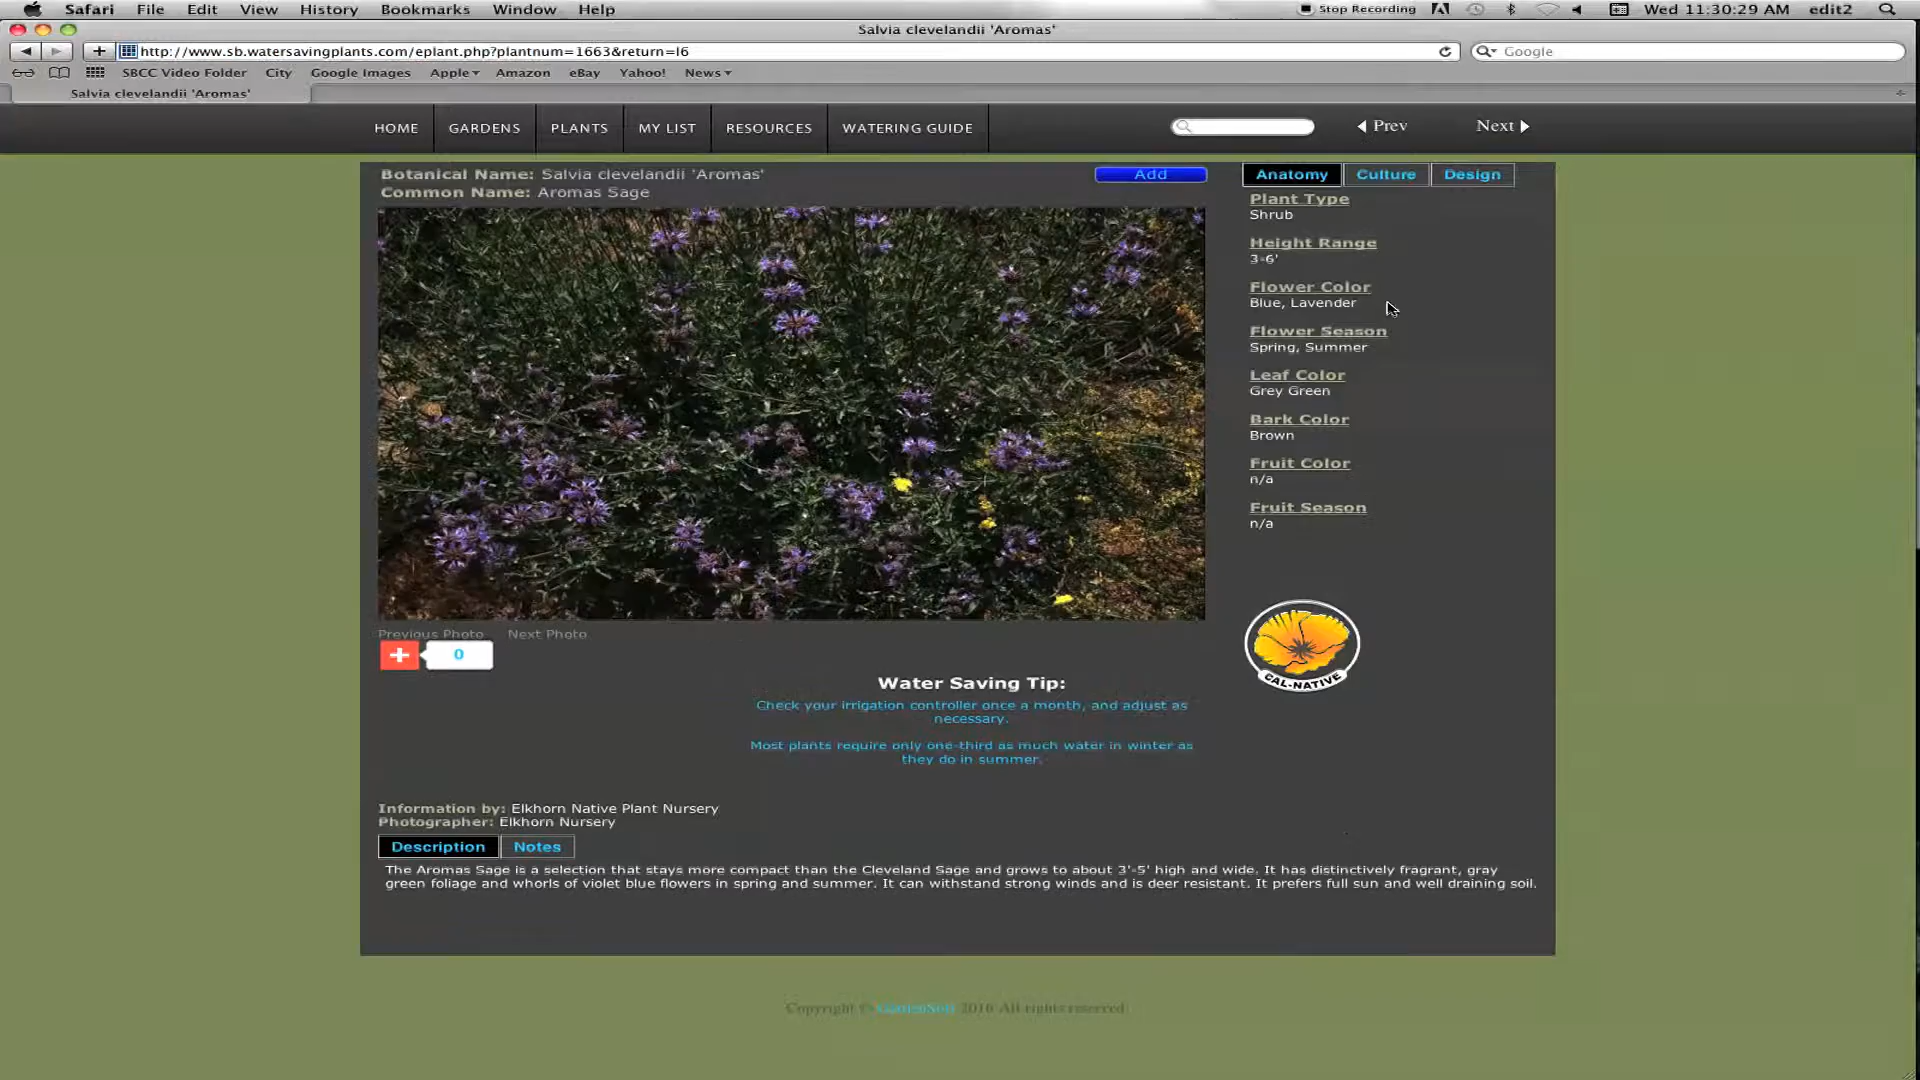 Safari File Edit View History Bookmarks Window Help Stop Recording Wed 11:30:29 AM edit2
Salvia clevelandii 'Aromas'
http://www.sb.watersavingplants.com/eplant.php?plantnum=1663&return=l6 Google
SBCC Video Folder City Google Images Apple Amazon eBay Yahoo! News
Salvia clevelandii 'Aromas'
HOME GARDENS PLANTS MY LIST RESOURCES WATERING GUIDE Prev Next
Botanical Name: Salvia clevelandii 'Aromas' Add
Common Name: Aromas Sage
Anatomy Culture Design
Plant Type
Shrub
Height Range
3-6'
Flower Color
Blue, Lavender
Flower Season
Spring, Summer
Leaf Color
Grey Green
Bark Color
Brown
Fruit Color
n/a
Fruit Season
n/a
CAL-NATIVE
Previous Photo Next Photo
0
Water Saving Tip:
Check your irrigation controller once a month, and adjust as
necessary.
Most plants require only one-third as much water in winter as
they do in summer.
Information by: Elkhorn Native Plant Nursery
Photographer: Elkhorn Nursery
Description Notes
The Aromas Sage is a selection that stays more compact than the Cleveland Sage and grows to about 3'-5' high and wide. It has distinctively fragrant, gray
green foliage and whorls of violet blue flowers in spring and summer. It can withstand strong winds and is deer resistant. It prefers full sun and well draining soil.
Copyright © GardenSoft 2016 All rights reserved